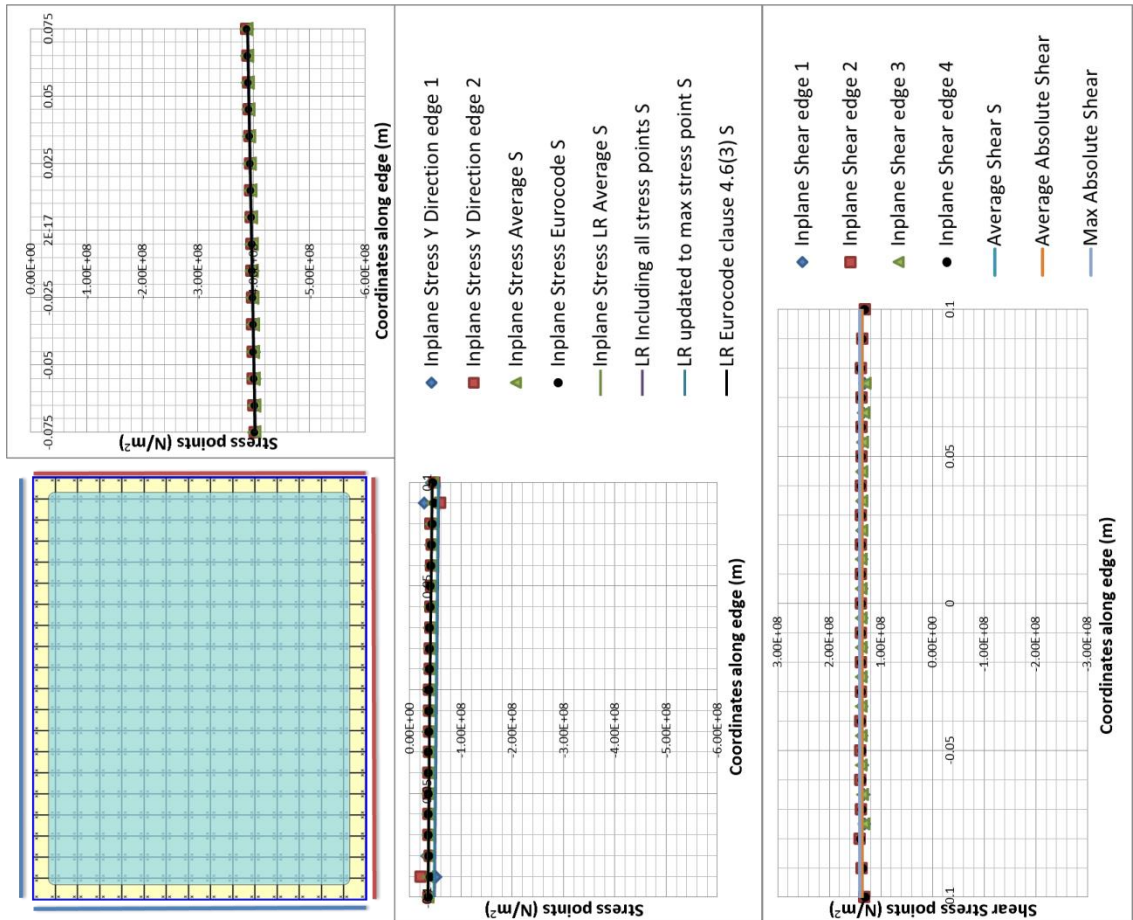 0.00E+00
-1.00E+08
-2.00E+08
-3.00E+08
-5.00E+08
-6.00E+08
-0.075
-0.05
-0.025
2E-17
0.025
0.05
0.075
Stress points (N/m²)
Coordinates along edge (m)
0.00E+00
-1.00E+08
-2.00E+08
-3.00E+08
-4.00E+08
-5.00E+08
-6.00E+08
0.1
Stress points (N/m²)
Coordinates along edge (m)
Inplane Stress Y Direction edge 1
Inplane Stress Y Direction edge 2
Inplane Stress Average S
Inplane Stress Eurocode S
Inplane Stress LR Average S
LR Including all stress points S
LR updated to max stress point S
LR Eurocode clause 4.6(3) S
3.00E+08
2.00E+08
1.00E+08
0.00E+00
-1.00E+08
-2.00E+08
-3.00E+08
-0.1
-0.05
0
0.05
0.1
Shear Stress points (N/m²)
Coordinates along edge (m)
Inplane Shear edge 1
Inplane Shear edge 2
Inplane Shear edge 3
Inplane Shear edge 4
Average Shear S
Average Absolute Shear
Max Absolute Shear